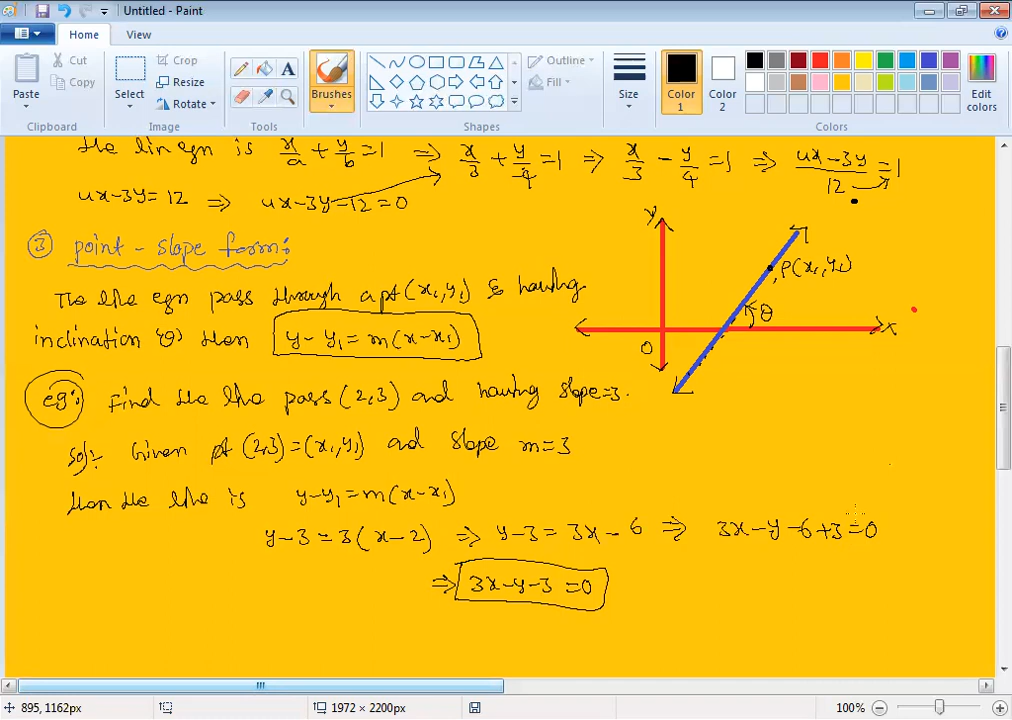 Untitled - Paint
Home View
Paste Cut Copy Select Crop Resize Rotate Brushes Outline Fill Size Color 1 Color 2 Edit colors
Clipboard Image Tools Shapes Colors
the line eqn is x/a + y/b = 1 ⇒ x/3 + y/-4 = 1 ⇒ x/3 - y/4 = 1 ⇒ (4x-3y)/12 = 1
4x-3y = 12 ⇒ 4x-3y-12=0
③ point - slope form:
The line eqn pass through a pt (x₁,y₁) & having
inclination 'θ' then y-y₁ = m(x-x₁)
y P(x₁,y₁) θ x O
eg: Find the line pass (2,3) and having slope=3.
Sol: Given pt (2,3)=(x₁,y₁) and slope m=3
then the line is y-y₁=m(x-x₁)
y-3=3(x-2) ⇒ y-3 = 3x-6 ⇒ 3x-y-6+3=0
⇒ 3x-y-3=0
895, 1162px 1972 × 2200px 100%